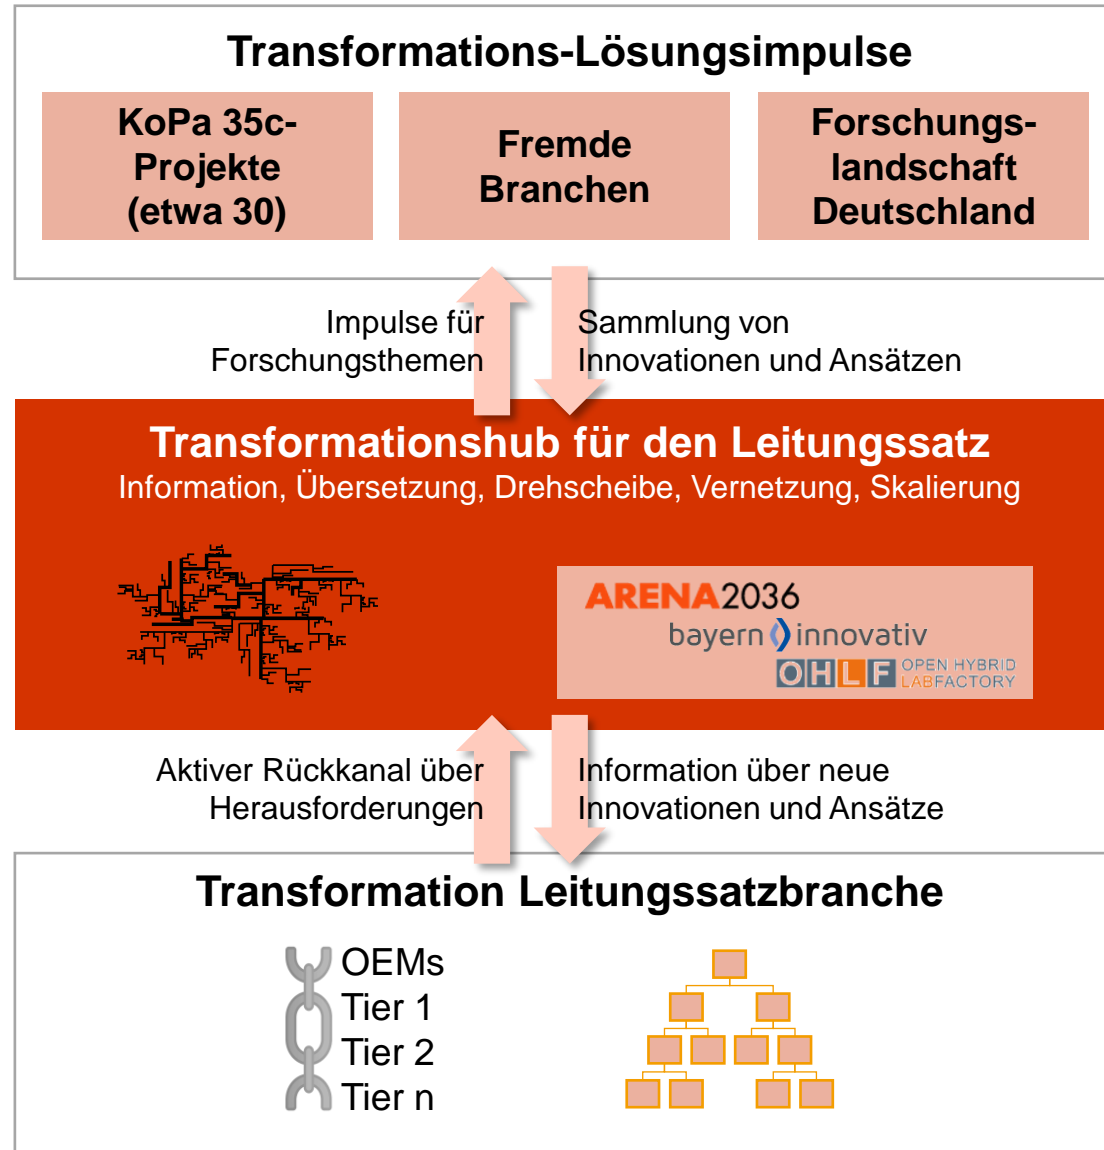 Transformations-Lösungsimpulse
KoPa 35c-
Projekte
(etwa 30)
Fremde
Branchen
Forschungs-
landschaft
Deutschland
Impulse für
Forschungsthemen
Sammlung von
Innovationen und Ansätzen
Transformationshub für den Leitungssatz
Information, Übersetzung, Drehscheibe, Vernetzung, Skalierung
ARENA2036
bayern innovativ
OHLF OPEN HYBRID
LABFACTORY
Aktiver Rückkanal über
Herausforderungen
Information über neue
Innovationen und Ansätze
Transformation Leitungssatzbranche
OEMs
Tier 1
Tier 2
Tier n